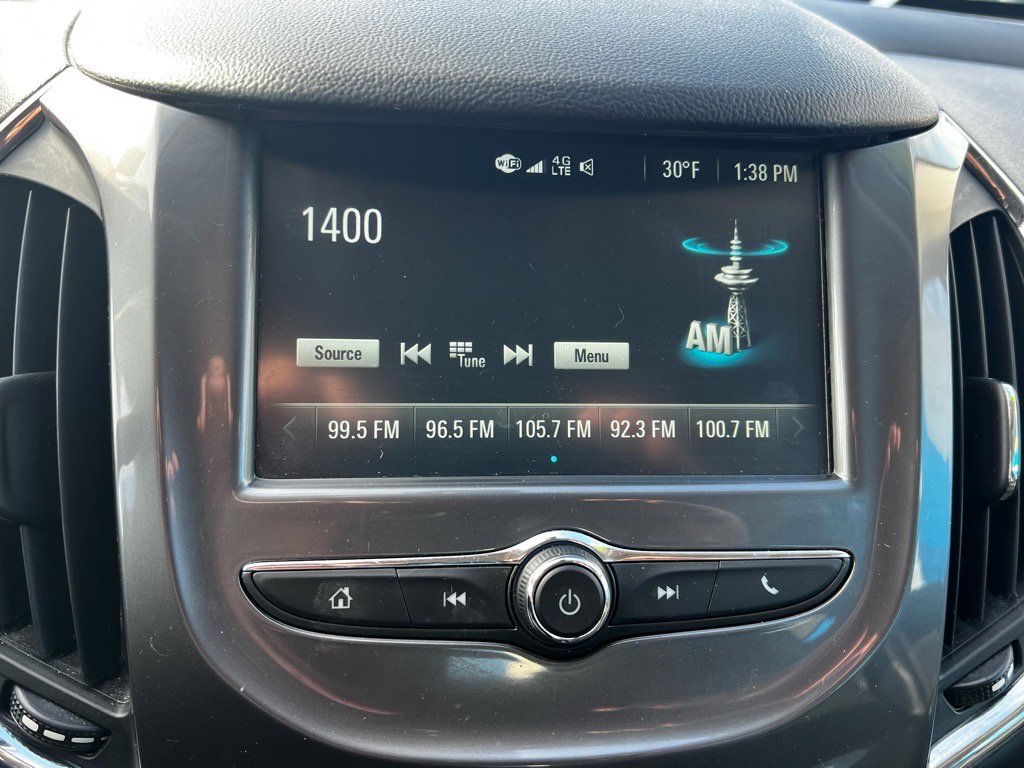 WiFi 4G LTE 30°F 1:38 PM
1400
AM
Source Tune Menu
99.5 FM 96.5 FM 105.7 FM 92.3 FM 100.7 FM